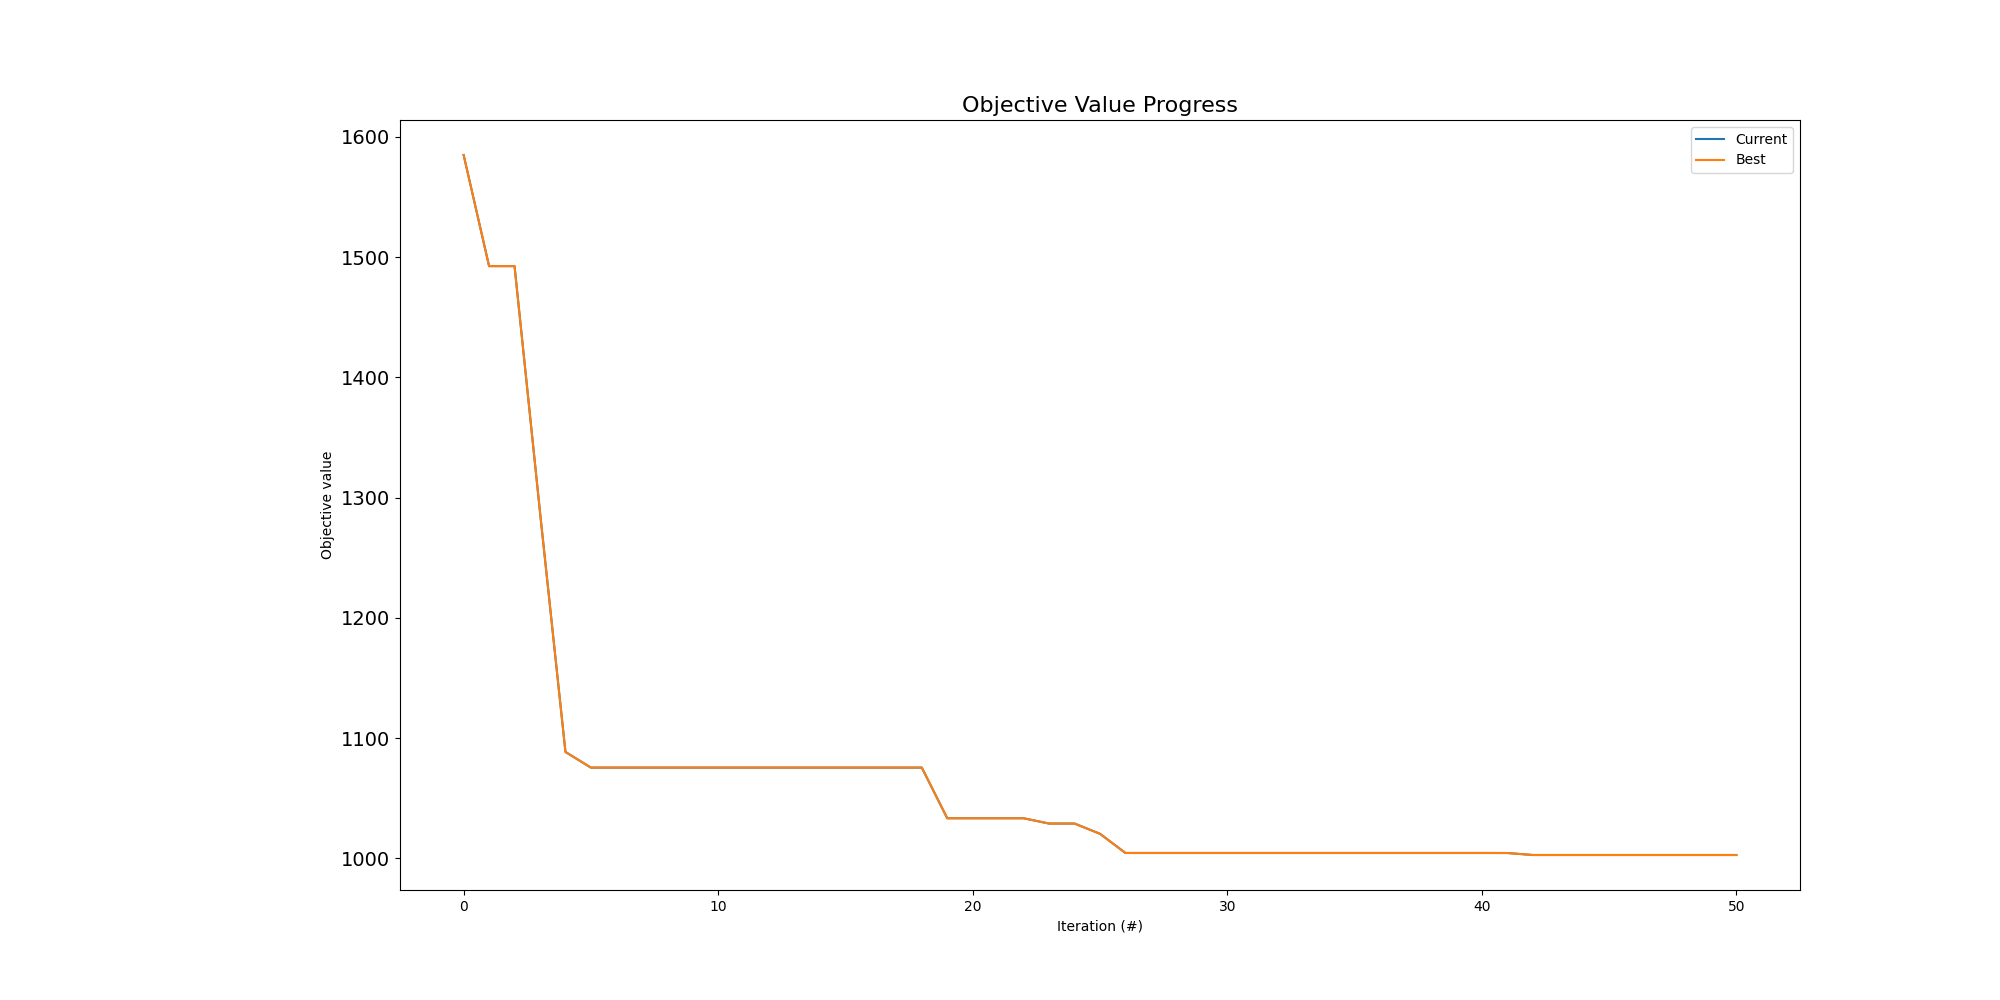 Objective Value Progress
Current
Best
1600
1500
1400
1300
1200
1100
1000
Objective value
0 10 20 30 40 50
Iteration (#)